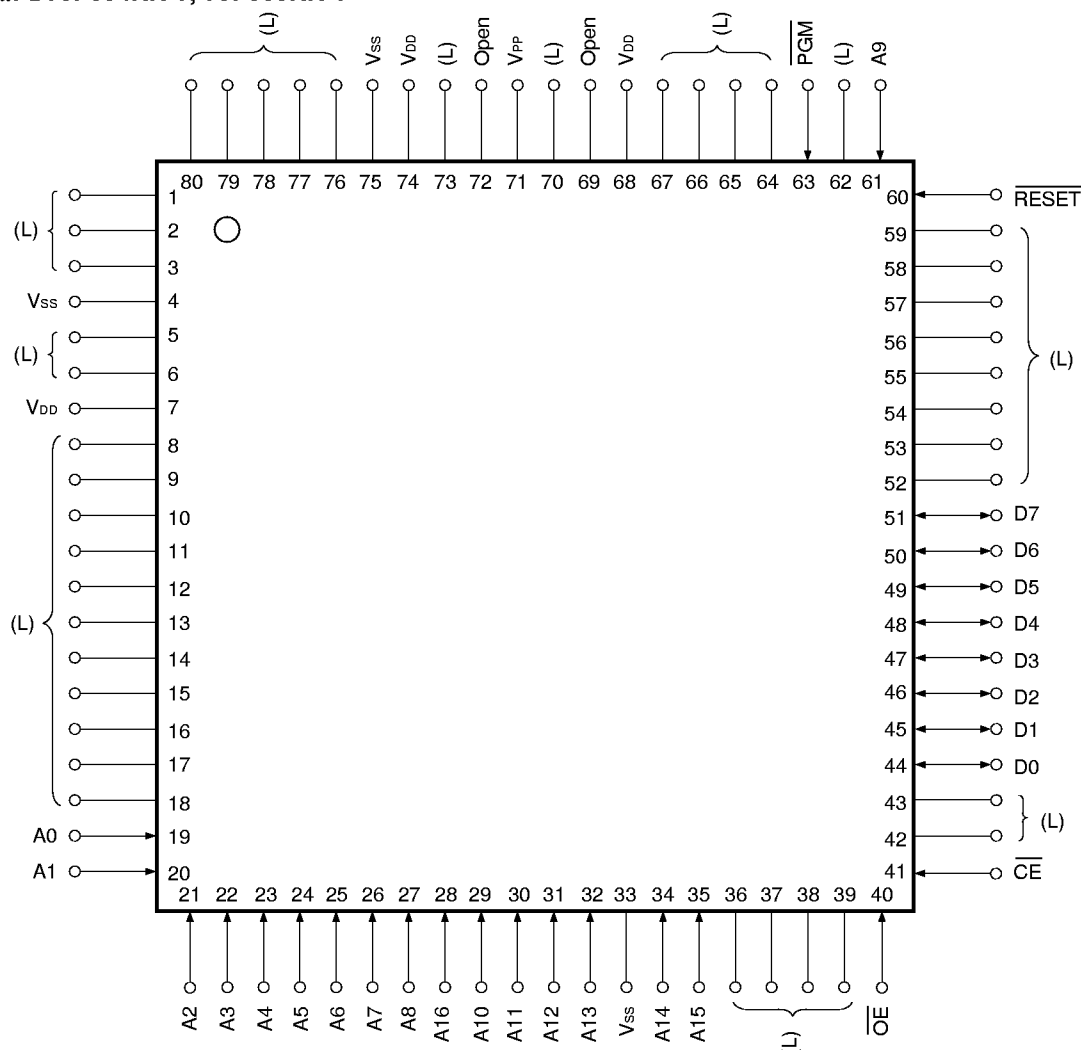 (L) VSS VDD (L) Open VPP (L) Open VDD (L) PGM (L) A9
80 79 78 77 76 75 74 73 72 71 70 69 68 67 66 65 64 63 62 61
1 60 RESET
(L) 2 59
3 58
VSS 4 57
5 56
(L) (L)
6 55
VDD 7 54
8 53
9 52
10 51 D7
11 50 D6
12 49 D5
(L) 13 48 D4
14 47 D3
15 46 D2
16 45 D1
17 44 D0
18 43
(L)
A0 19 42
A1 20 41 CE
21 22 23 24 25 26 27 28 29 30 31 32 33 34 35 36 37 38 39 40
A2 A3 A4 A5 A6 A7 A8 A16 A10 A11 A12 A13 VSS A14 A15 (L) OE